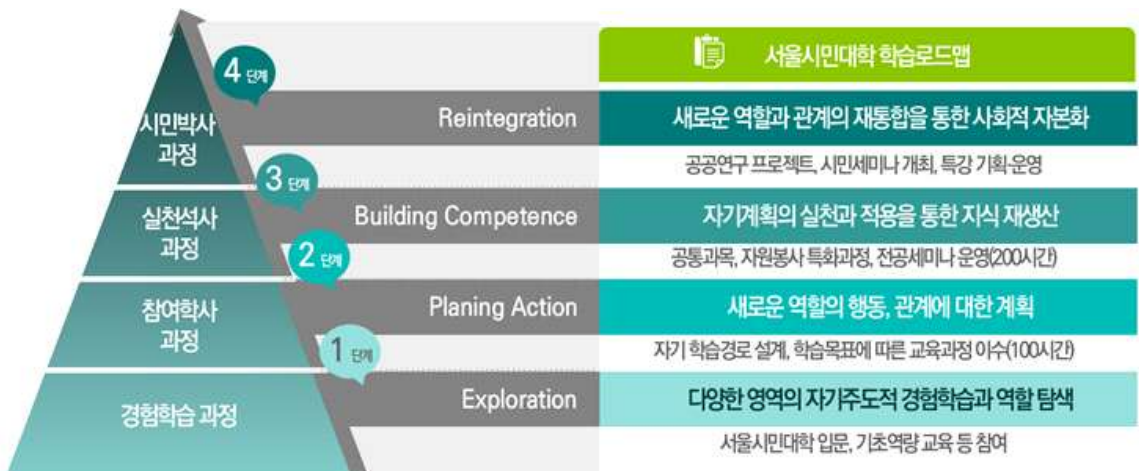 서울시민대학 학습로드맵
4 단계
시민박사
과정
Reintegration
새로운 역할과 관계의 재통합을 통한 사회적 자본화
공공연구 프로젝트, 시민세미나 개최, 특강 기획·운영
3 단계
실천석사
과정
Building Competence
자기계획의 실천과 적용을 통한 지식 재생산
공통과목, 자원봉사 특화과정, 전공세미나 운영(200시간)
2 단계
참여학사
과정
Planing Action
새로운 역할의 행동, 관계에 대한 계획
자기 학습경로 설계, 학습목표에 따른 교육과정 이수(100시간)
1 단계
경험학습 과정
Exploration
다양한 영역의 자기주도적 경험학습과 역할 탐색
서울시민대학 입문, 기초역량 교육 등 참여